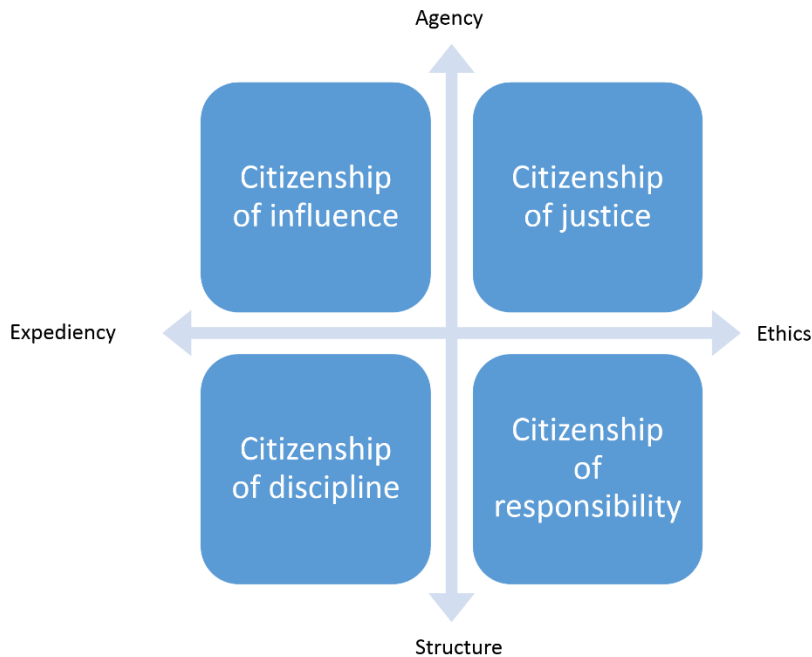 Agency
Citizenship
of influence
Citizenship
of justice
Expediency
Ethics
Citizenship
of discipline
Citizenship
of
responsibility
Structure